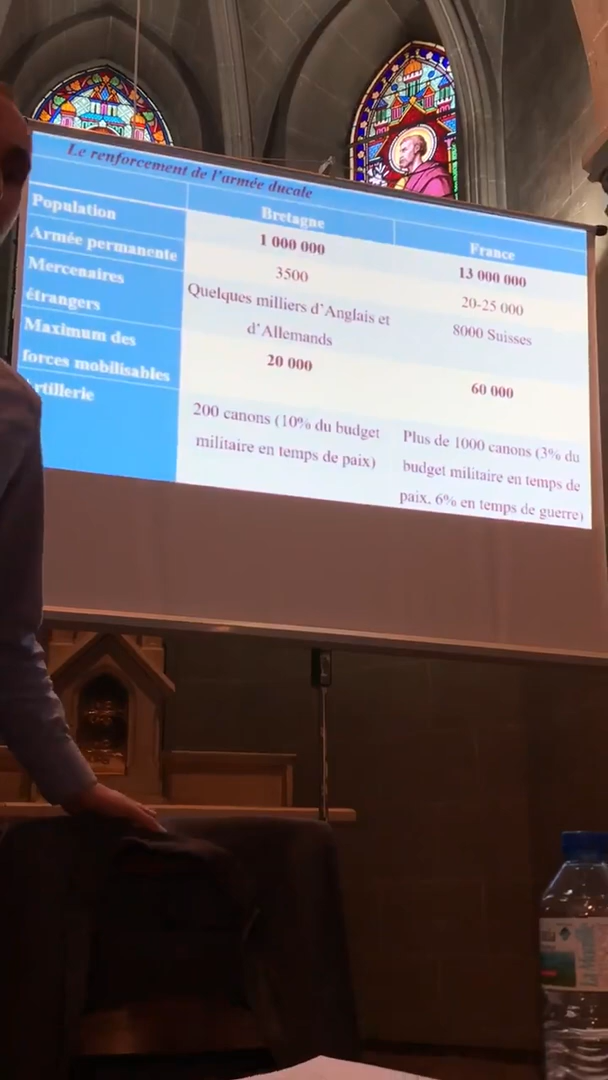 Le renforcement de l'armée ducale
Bretagne
France
Population
1 000 000
13 000 000
Armée permanente
3500
20-25 000
Mercenaires
étrangers
Quelques milliers d'Anglais et
d'Allemands
8000 Suisses
Maximum des
forces mobilisables
20 000
60 000
rtillerie
200 canons (10% du budget
militaire en temps de paix)
Plus de 1000 canons (3% du
budget militaire en temps de
paix. 6% en temps de guerre)